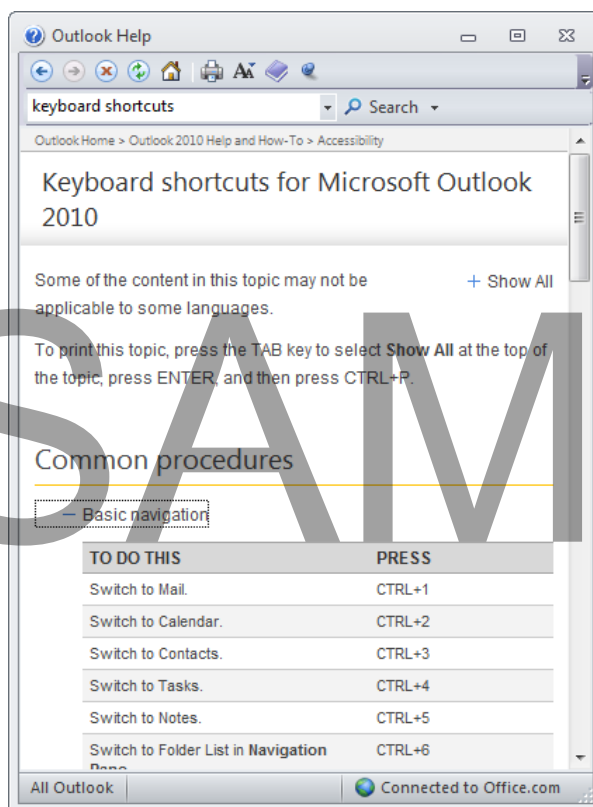 Outlook Help
keyboard shortcuts
Search
Outlook Home > Outlook 2010 Help and How-To > Accessibility
Keyboard shortcuts for Microsoft Outlook
2010
Some of the content in this topic may not be
+ Show All
applicable to some languages.
To print this topic, press the TAB key to select Show All at the top of
the topic, press ENTER, and then press CTRL+P.
SAM
Common procedures
− Basic navigation
TO DO THIS PRESS
Switch to Mail. CTRL+1
Switch to Calendar. CTRL+2
Switch to Contacts. CTRL+3
Switch to Tasks. CTRL+4
Switch to Notes. CTRL+5
Switch to Folder List in Navigation CTRL+6
Pane
All Outlook Connected to Office.com